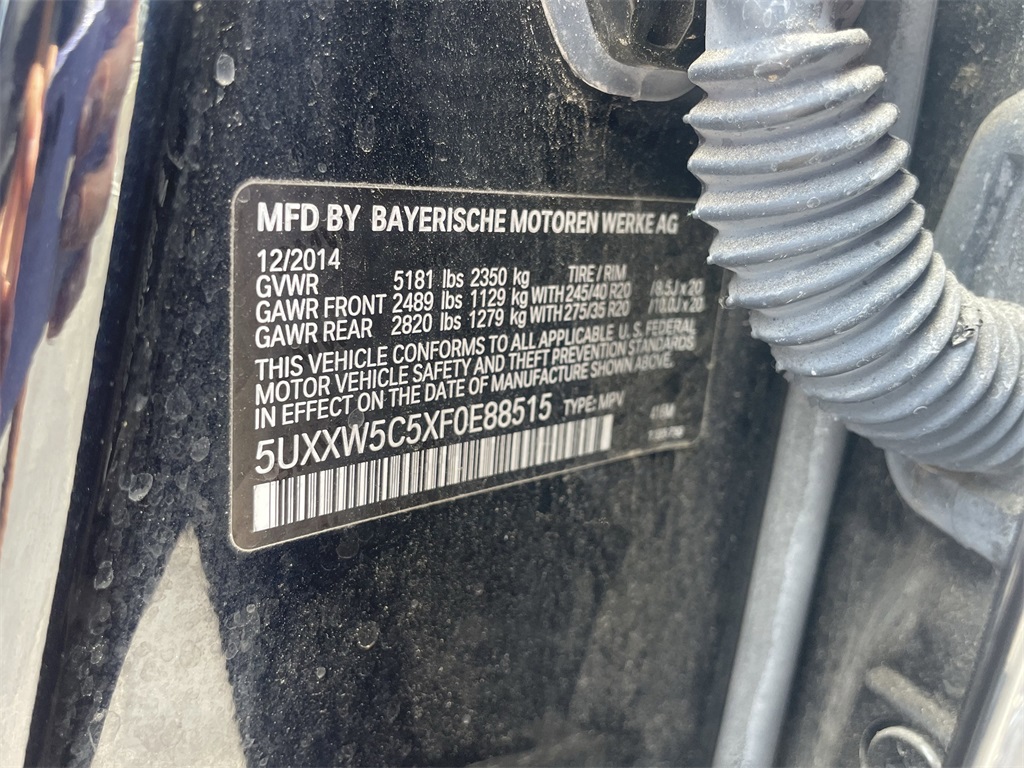 MFD BY BAYERISCHE MOTOREN WERKE AG
12/2014
GVWR 5181 lbs 2350 kg TIRE / RIM
GAWR FRONT 2489 lbs 1129 kg WITH 245/40 R20 / 8.5J x 20
GAWR REAR 2820 lbs 1279 kg WITH 275/35 R20 / 10.0J x 20
THIS VEHICLE CONFORMS TO ALL APPLICABLE U. S. FEDERAL
MOTOR VEHICLE SAFETY AND THEFT PREVENTION STANDARDS
IN EFFECT ON THE DATE OF MANUFACTURE SHOWN ABOVE.
5UXXW5C5XF0E88515 TYPE: MPV